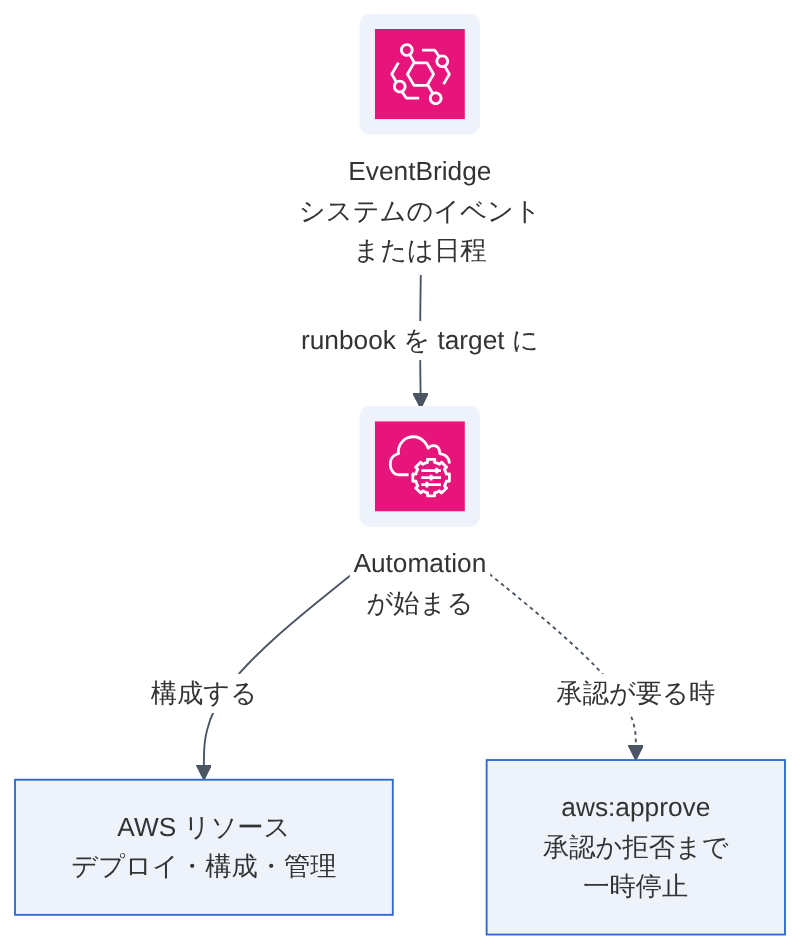 EventBridge
システムのイベント
または日程
runbook を target に
Automation
が始まる
構成する
承認が要る時
AWS リソース
デプロイ・構成・管理
aws:approve
承認か拒否まで
一時停止